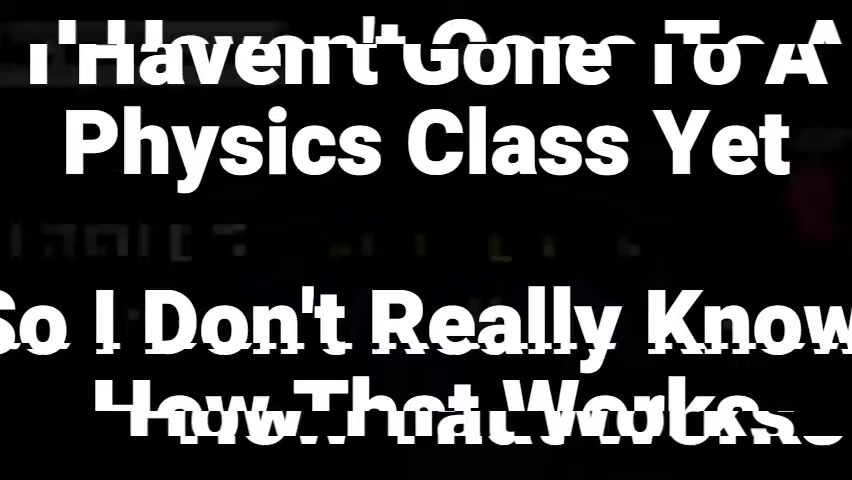 I Haven't Gone To A
Physics Class Yet
So I Don't Really Know
How That Works